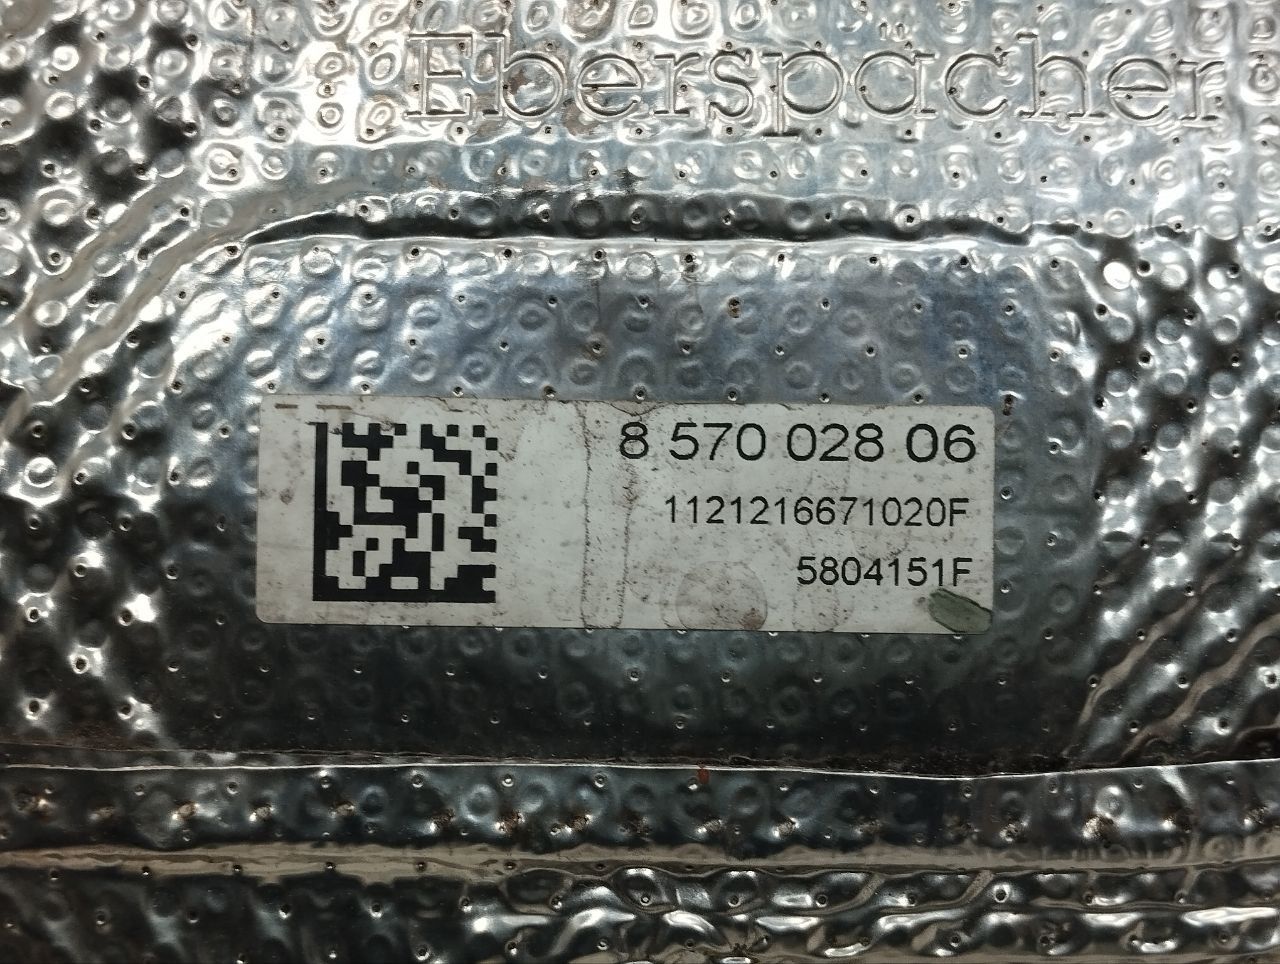 Eberspächer
8 570 028 06
1121216671020F
5804151F